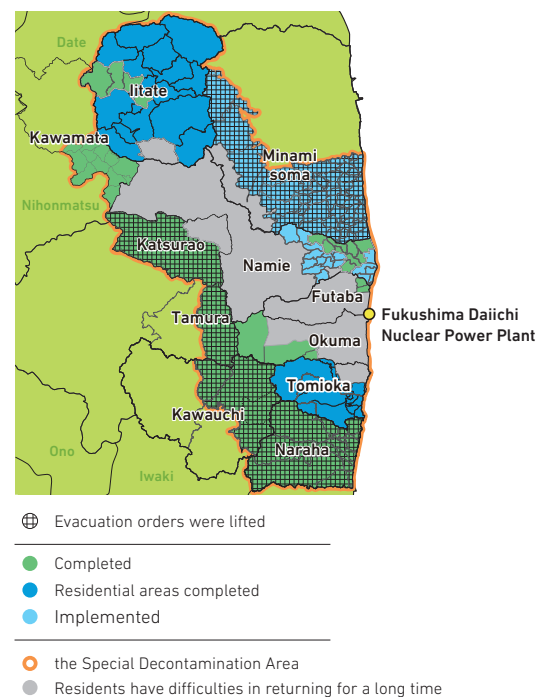 Date
Iitate
Kawamata
Minami
soma
Nihonmatsu
Katsurao
Namie
Futaba
Fukushima Daiichi
Nuclear Power Plant
Tamura
Okuma
Tomioka
Kawauchi
Naraha
Ono
Iwaki
Evacuation orders were lifted
Completed
Residential areas completed
Implemented
the Special Decontamination Area
Residents have difficulties in returning for a long time